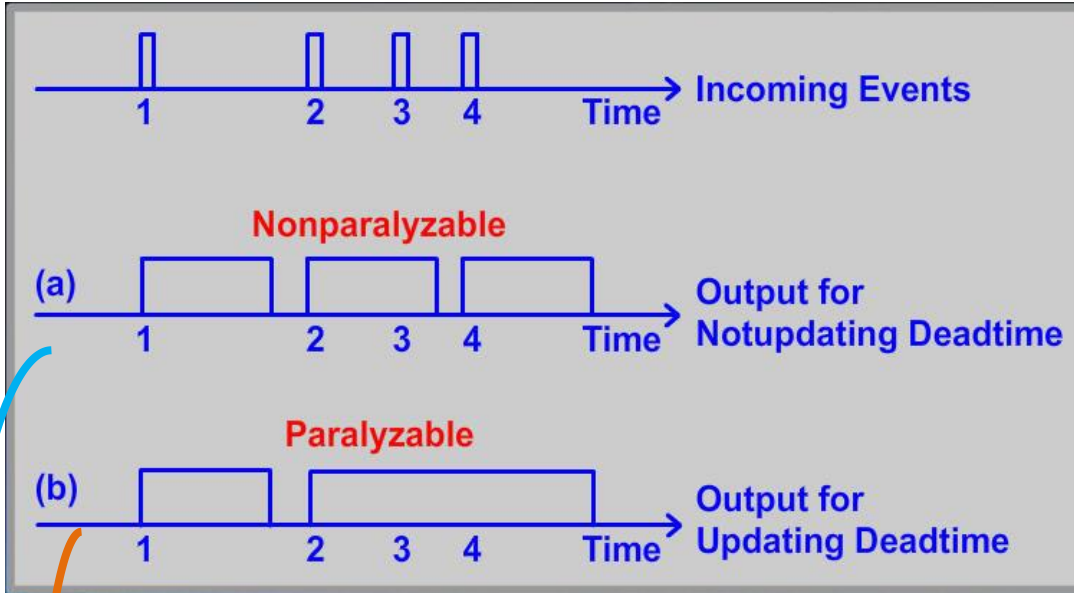 Incoming Events
1 2 3 4 Time
Nonparalyzable
(a)
Output for
Notupdating Deadtime
1 2 3 4 Time
Paralyzable
(b)
Output for
Updating Deadtime
1 2 3 4 Time